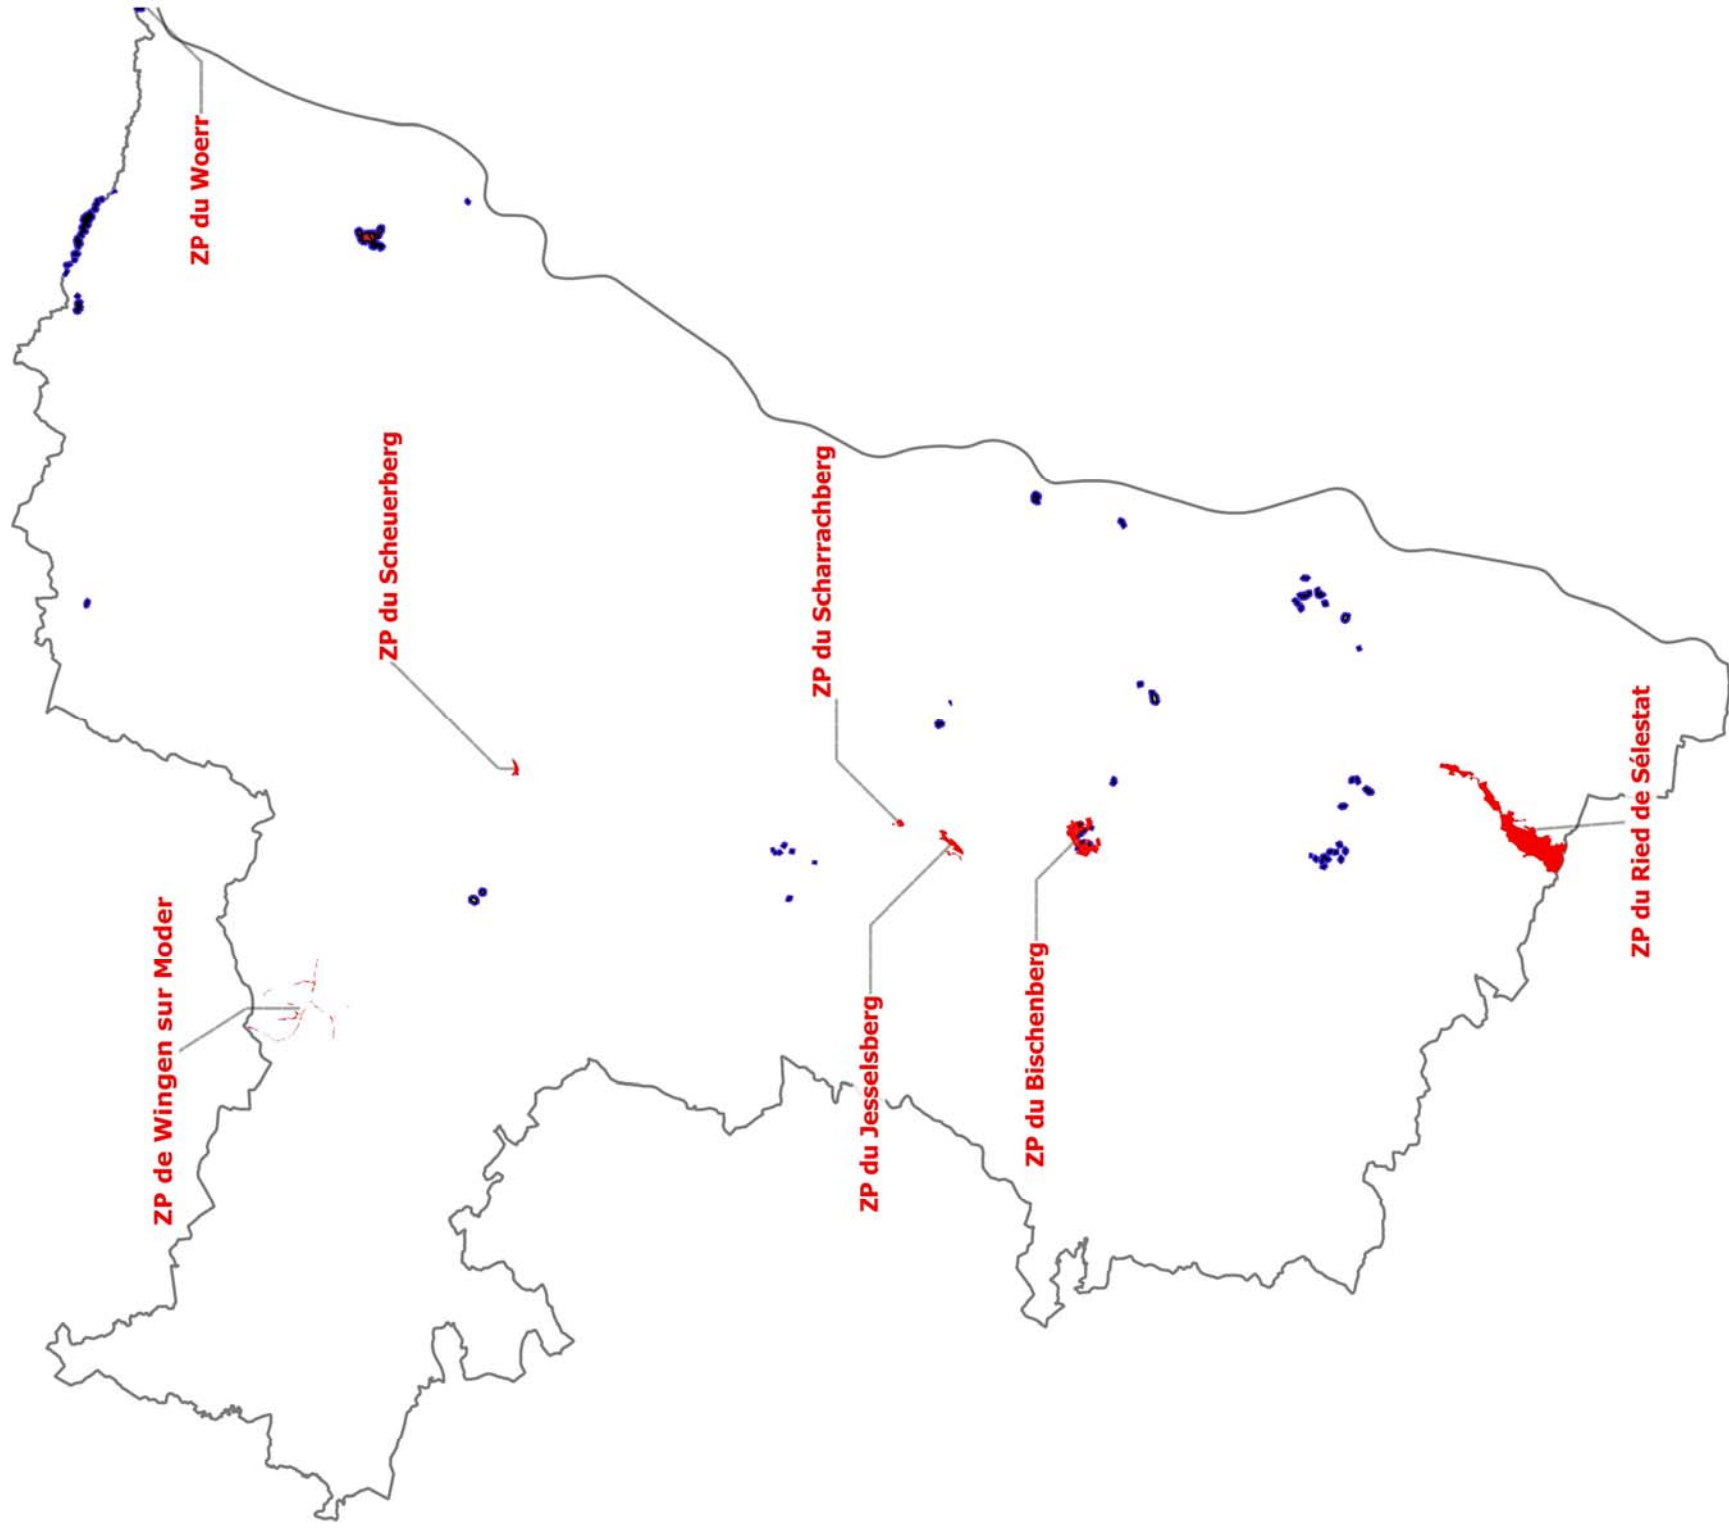 ZP de Wingen sur Moder
ZP du Woerr
ZP du Scheuerberg
ZP du Scharrachberg
ZP du Jesselsberg
ZP du Bischenberg
ZP du Ried de Sélestat